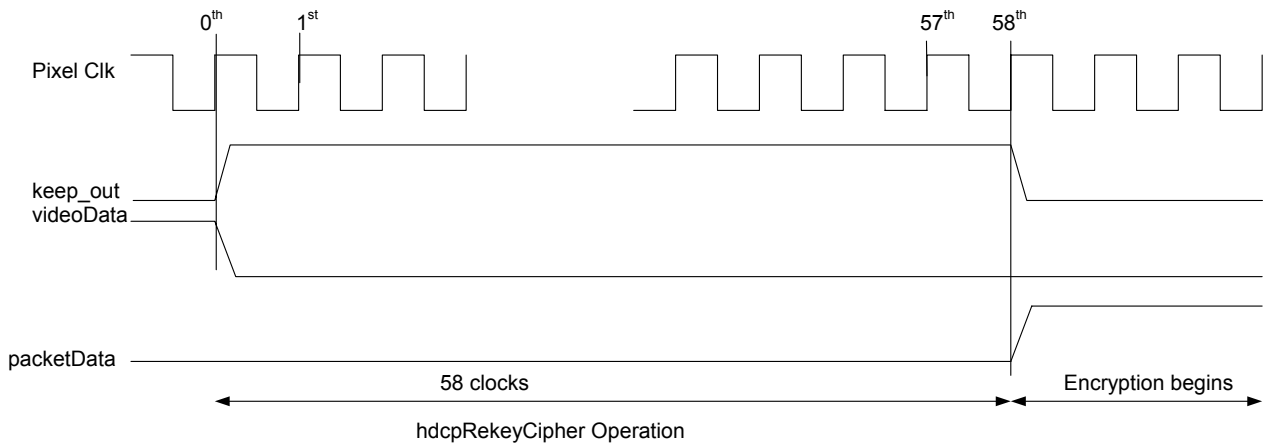 0th 1st 57th 58th
Pixel Clk
keep_out
videoData
packetData
58 clocks Encryption begins
hdcpRekeyCipher Operation